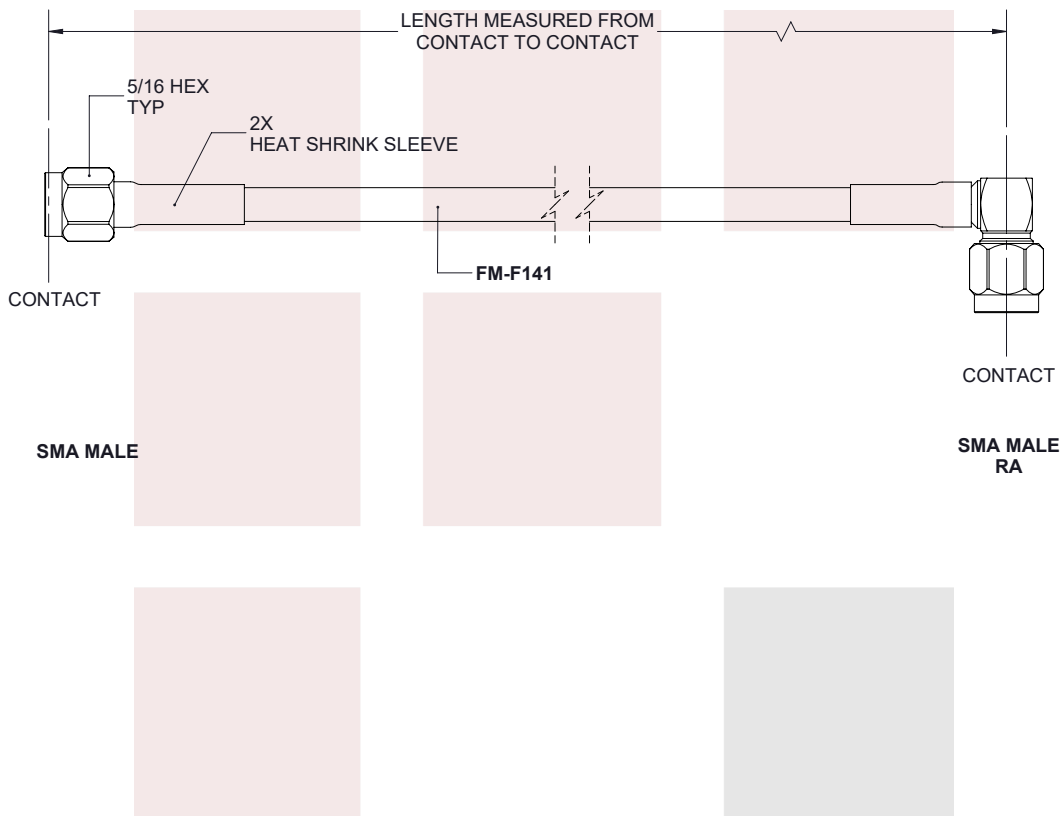 LENGTH MEASURED FROM
CONTACT TO CONTACT
5/16 HEX
TYP
2X
HEAT SHRINK SLEEVE
FM-F141
CONTACT
CONTACT
SMA MALE
SMA MALE
RA